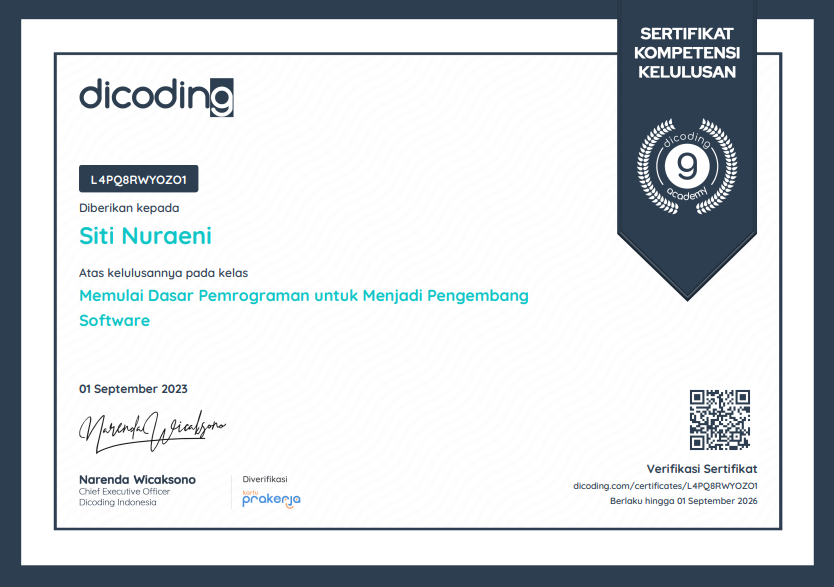 SERTIFIKAT
KOMPETENSI
KELULUSAN
dicoding
academy
dicoding
L4PQ8RWYOZO1
Diberikan kepada
Siti Nuraeni
Atas kelulusannya pada kelas
Memulai Dasar Pemrograman untuk Menjadi Pengembang
Software
01 September 2023
Narenda Wicaksono
Narenda Wicaksono
Chief Executive Officer
Dicoding Indonesia
Diverifikasi
kartu
prakerja
Verifikasi Sertifikat
dicoding.com/certificates/L4PQ8RWYOZO1
Berlaku hingga 01 September 2026